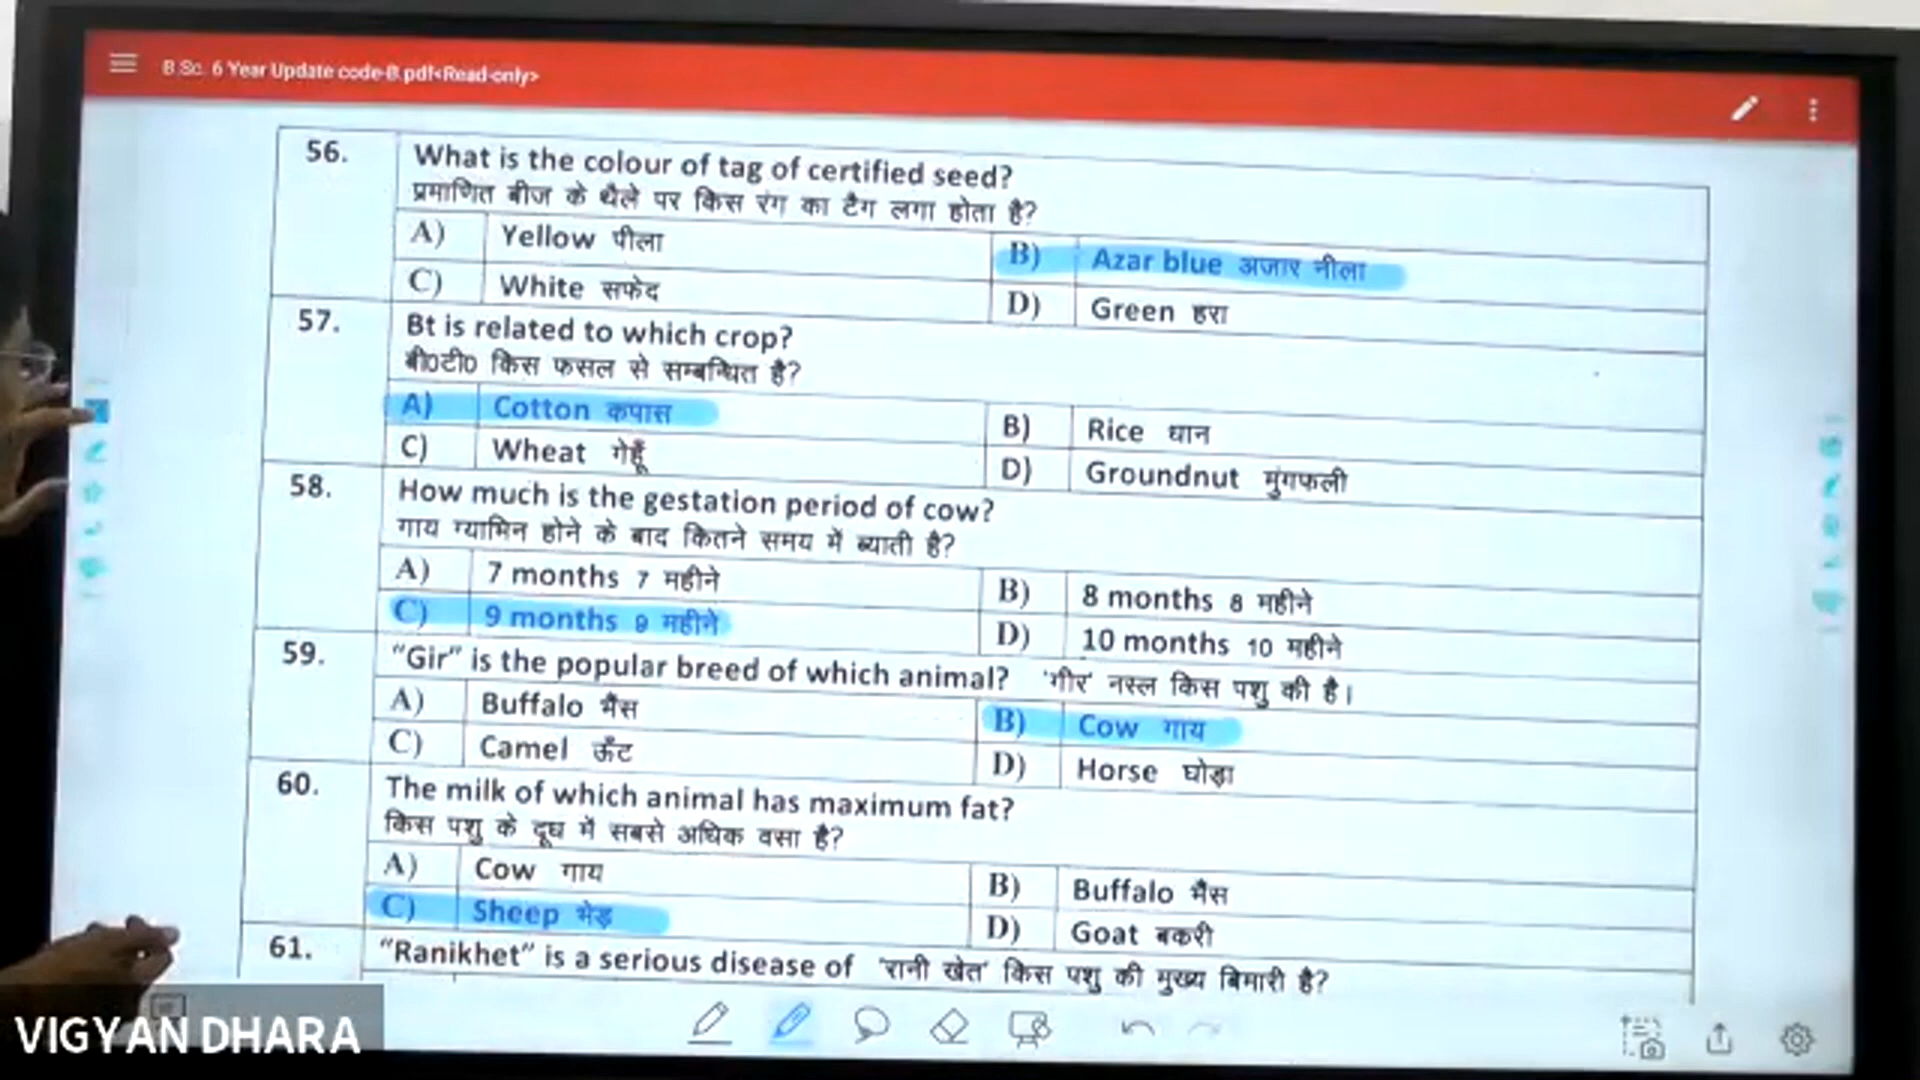 B.Sc. 6 Year Update code-B.pdf<Read-only>
56. What is the colour of tag of certified seed?
प्रमाणित बीज के थैले पर किस रंग का टैग लगा होता है?
A) Yellow पीला B) Azar blue अजार नीला
C) White सफेद D) Green हरा
57. Bt is related to which crop?
बी0टी0 किस फसल से सम्बन्धित है?
A) Cotton कपास B) Rice धान
C) Wheat गेहूँ D) Groundnut मुंगफली
58. How much is the gestation period of cow?
गाय ग्याभिन होने के बाद कितने समय में ब्याती है?
A) 7 months 7 महीने B) 8 months 8 महीने
C) 9 months 9 महीने D) 10 months 10 महीने
59. “Gir” is the popular breed of which animal? 'गीर' नस्ल किस पशु की है।
A) Buffalo भैंस B) Cow गाय
C) Camel ऊँट D) Horse घोड़ा
60. The milk of which animal has maximum fat?
किस पशु के दूध में सबसे अधिक वसा है?
A) Cow गाय B) Buffalo भैंस
C) Sheep भेड़ D) Goat बकरी
61. “Ranikhet” is a serious disease of 'रानी खेत' किस पशु की मुख्य बिमारी है?
VIGYAN DHARA